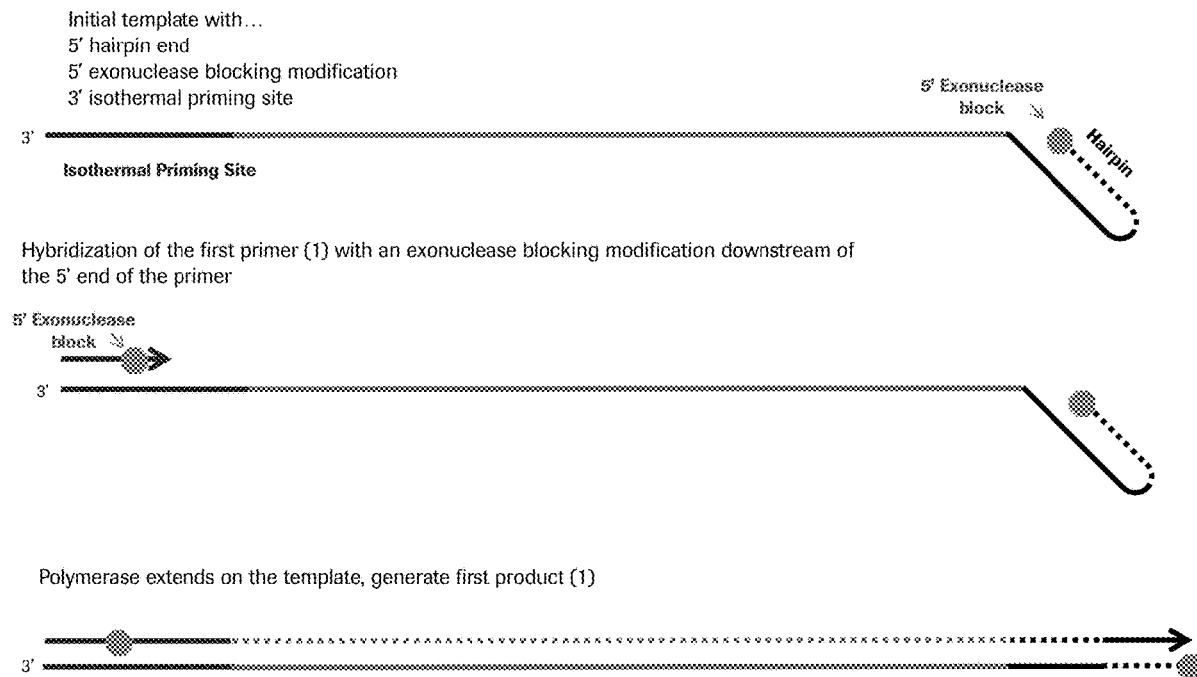 Initial template with…
5′ hairpin end
5′ exonuclease blocking modification
3′ isothermal priming site
5′ Exonuclease
block
Hairpin
3′
Isothermal Priming Site
Hybridization of the first primer (1) with an exonuclease blocking modification downstream of
the 5′ end of the primer
5′ Exonuclease
block
3′
Polymerase extends on the template, generate first product (1)
3′